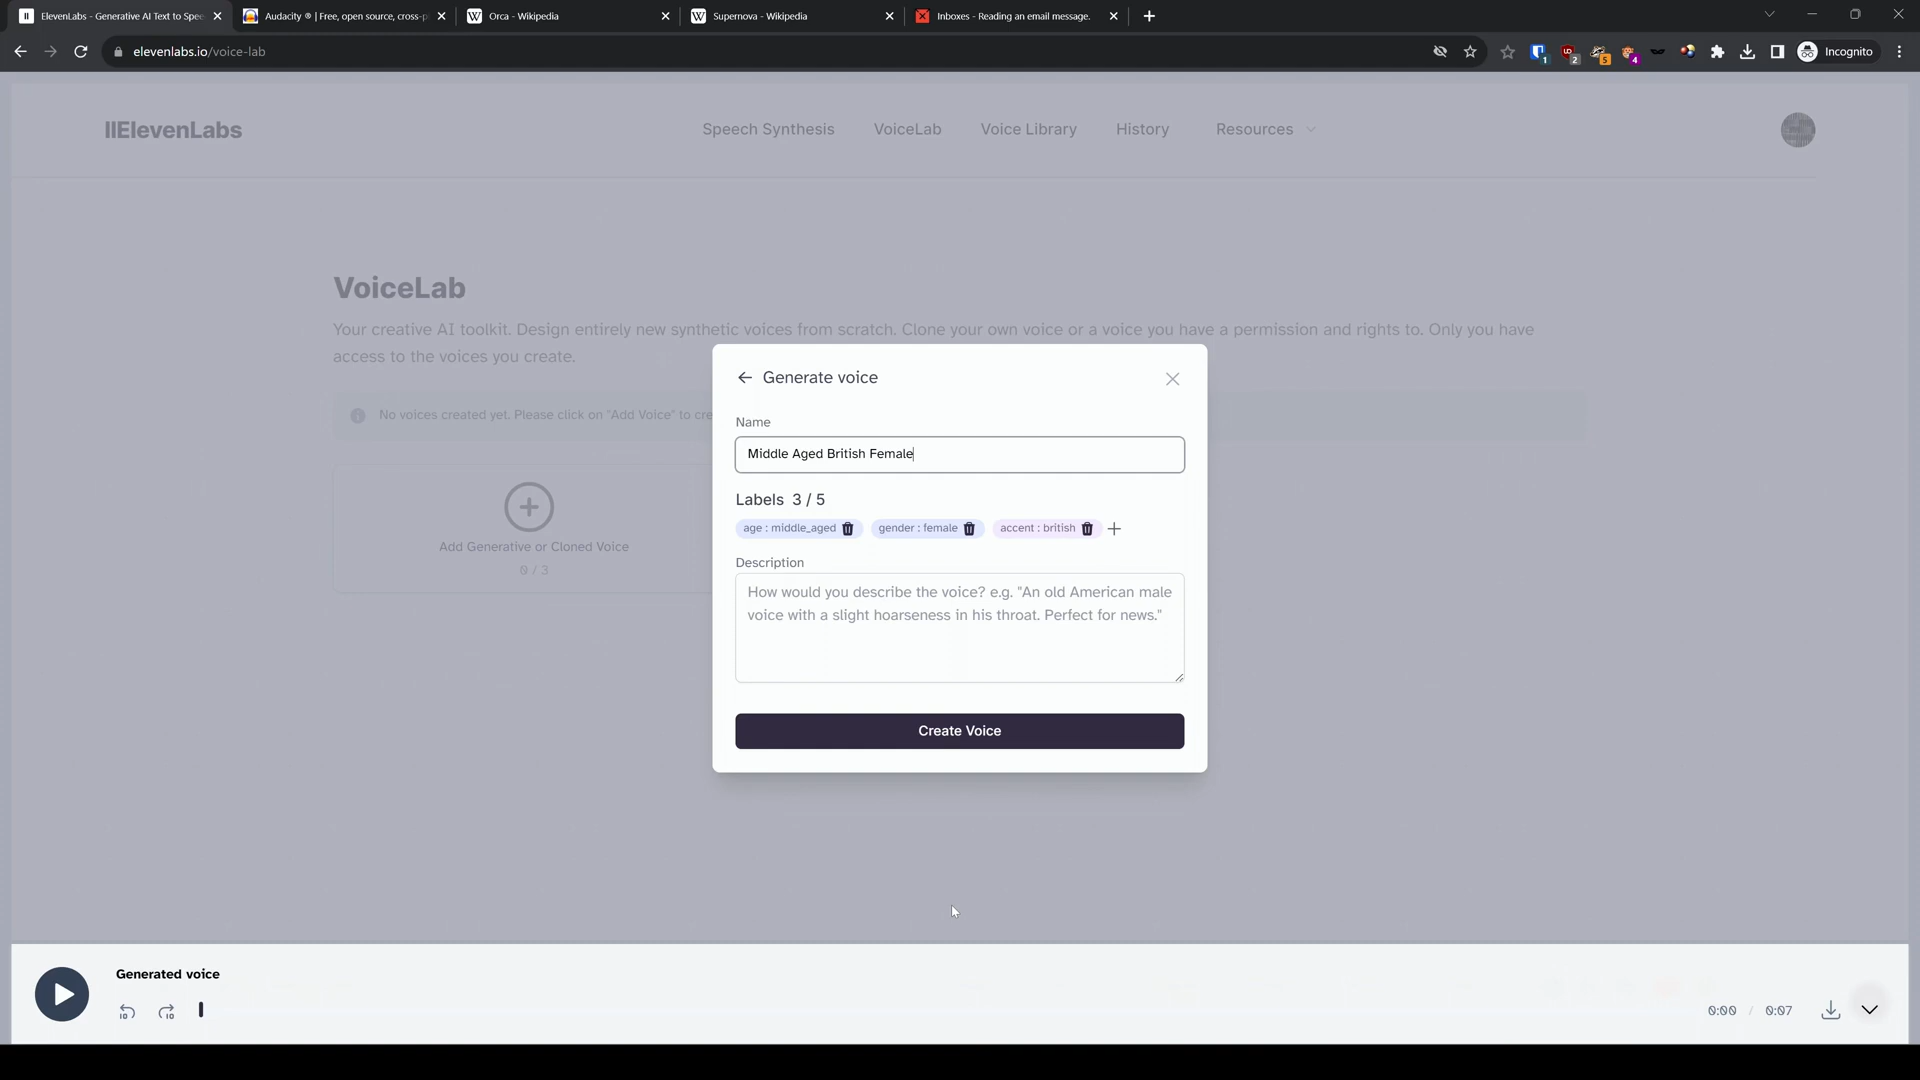 ElevenLabs - Generative AI Text to Spee
Audacity ® | Free, open source, cross-p
Orca - Wikipedia
Supernova - Wikipedia
Inboxes - Reading an email message.
elevenlabs.io/voice-lab
1
2
5
4
Incognito
IIElevenLabs
Speech Synthesis
VoiceLab
Voice Library
History
Resources
VoiceLab
Your creative AI toolkit. Design entirely new synthetic voices from scratch. Clone your own voice or a voice you have a permission and rights to. Only you have
access to the voices you create.
No voices created yet. Please click on "Add Voice" to cre
Add Generative or Cloned Voice
0 / 3
Generate voice
Name
Middle Aged British Female
Labels 3 / 5
age : middle_aged
gender : female
accent : british
Description
How would you describe the voice? e.g. "An old American male
voice with a slight hoarseness in his throat. Perfect for news."
Create Voice
Generated voice
10
10
0:00 / 0:07